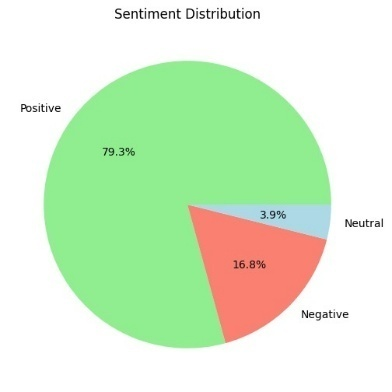 Sentiment Distribution
Positive
79.3%
3.9%
Neutral
16.8%
Negative